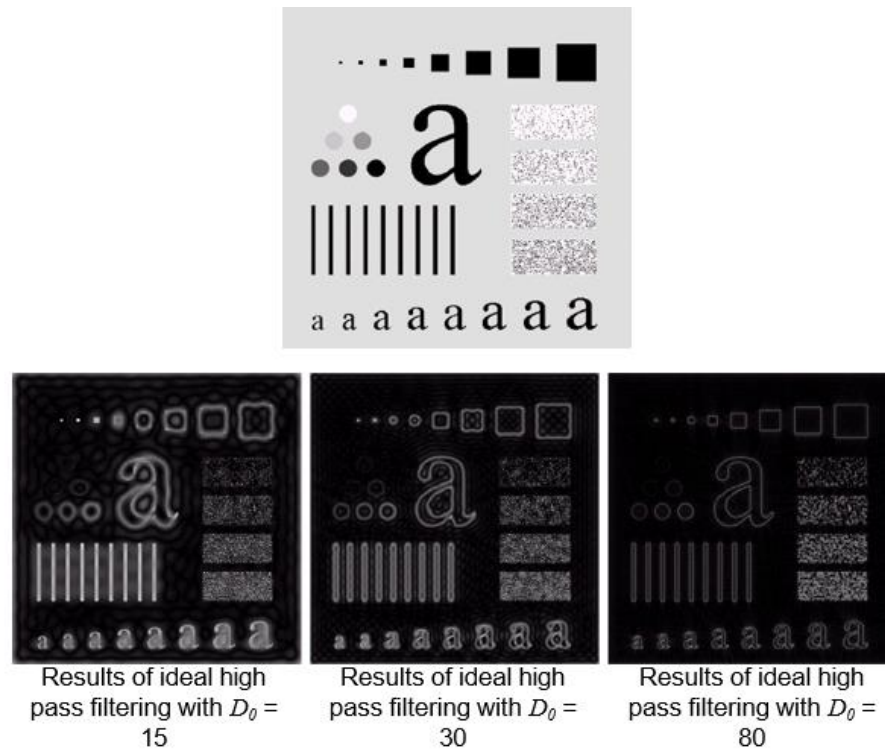 a
a a a a a a a a
a a a
a a a a a a a a a a a a a a a a a a a a a a a a
Results of ideal high Results of ideal high Results of ideal high
pass filtering with D₀ = pass filtering with D₀ = pass filtering with D₀ =
15 30 80